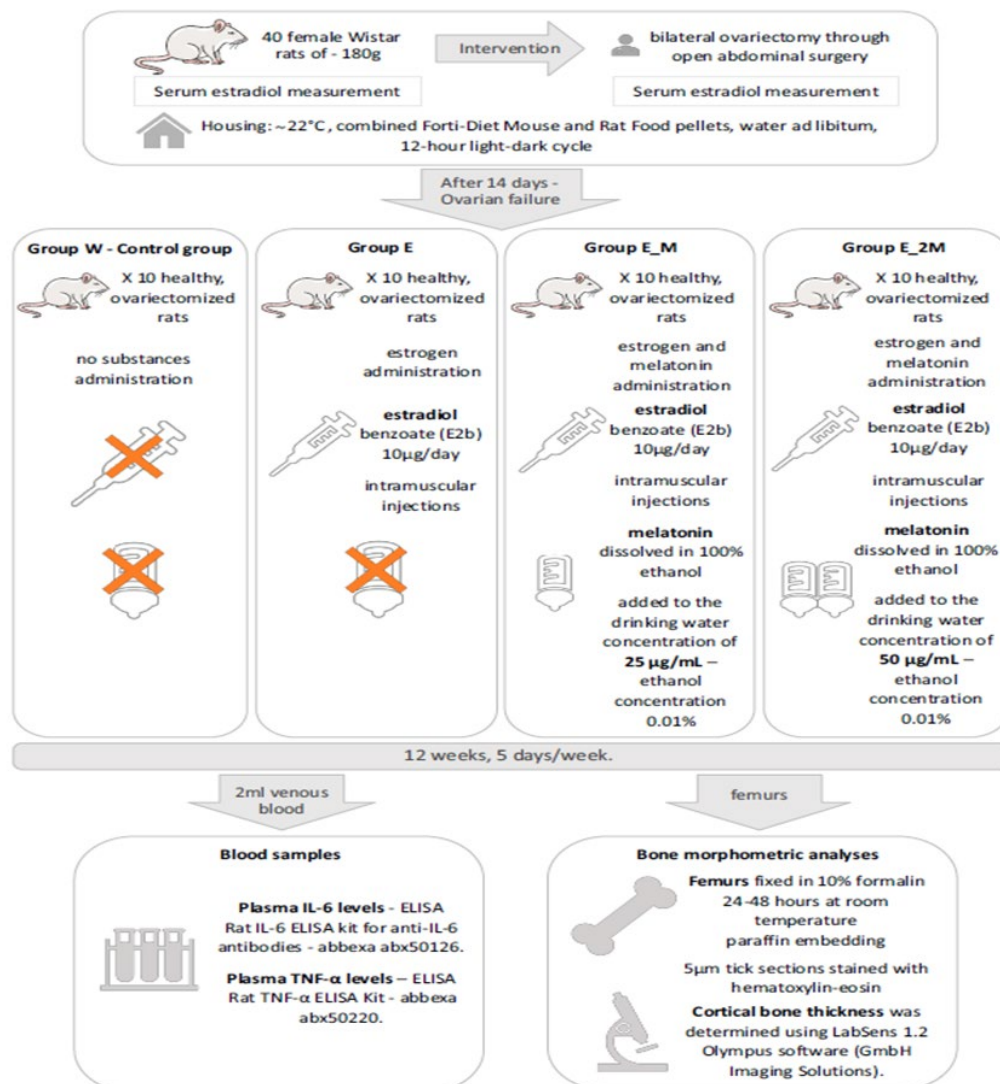 40 female Wistar
rats of - 180g
Intervention
bilateral ovariectomy through
open abdominal surgery
Serum estradiol measurement
Serum estradiol measurement
Housing: ~22°C, combined Forti-Diet Mouse and Rat Food pellets, water ad libitum,
12-hour light-dark cycle
After 14 days -
Ovarian failure
Group W - Control group
X 10 healthy,
ovariectomized
rats
no substances
administration
Group E
X 10 healthy,
ovariectomized
rats
estrogen
administration
estradiol
benzoate (E2b)
10µg/day
intramuscular
injections
Group E_M
X 10 healthy,
ovariectomized
rats
estrogen and
melatonin
administration
estradiol
benzoate (E2b)
10µg/day
intramuscular
injections
melatonin
dissolved in 100%
ethanol
added to the
drinking water
concentration of
25 µg/mL –
ethanol
concentration
0.01%
Group E_2M
X 10 healthy,
ovariectomized
rats
estrogen and
melatonin
administration
estradiol
benzoate (E2b)
10µg/day
intramuscular
injections
melatonin
dissolved in 100%
ethanol
added to the
drinking water
concentration of
50 µg/mL –
ethanol
concentration
0.01%
12 weeks, 5 days/week.
2ml venous
blood
femurs
Blood samples
Plasma IL-6 levels - ELISA
Rat IL-6 ELISA kit for anti-IL-6
antibodies - abbexa abx50126.
Plasma TNF-α levels – ELISA
Rat TNF-α ELISA Kit - abbexa
abx50220.
Bone morphometric analyses
Femurs fixed in 10% formalin
24-48 hours at room
temperature
paraffin embedding
5µm tick sections stained with
hematoxylin-eosin
Cortical bone thickness was
determined using LabSens 1.2
Olympus software (GmbH
Imaging Solutions).